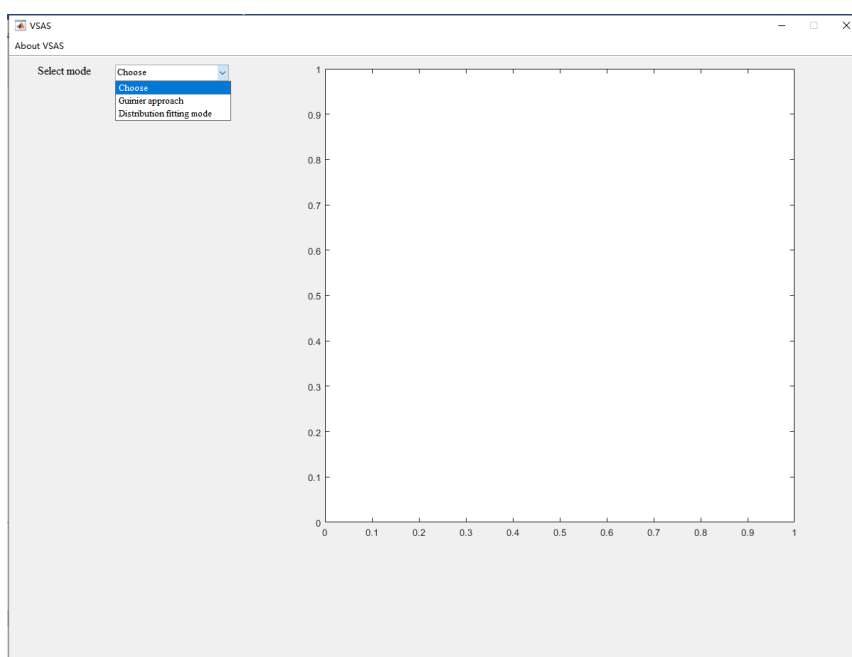 VSAS
About VSAS
Select mode
Choose
Choose
Guinier approach
Distribution fitting mode
1
0.9
0.8
0.7
0.6
0.5
0.4
0.3
0.2
0.1
0
0 0.1 0.2 0.3 0.4 0.5 0.6 0.7 0.8 0.9 1